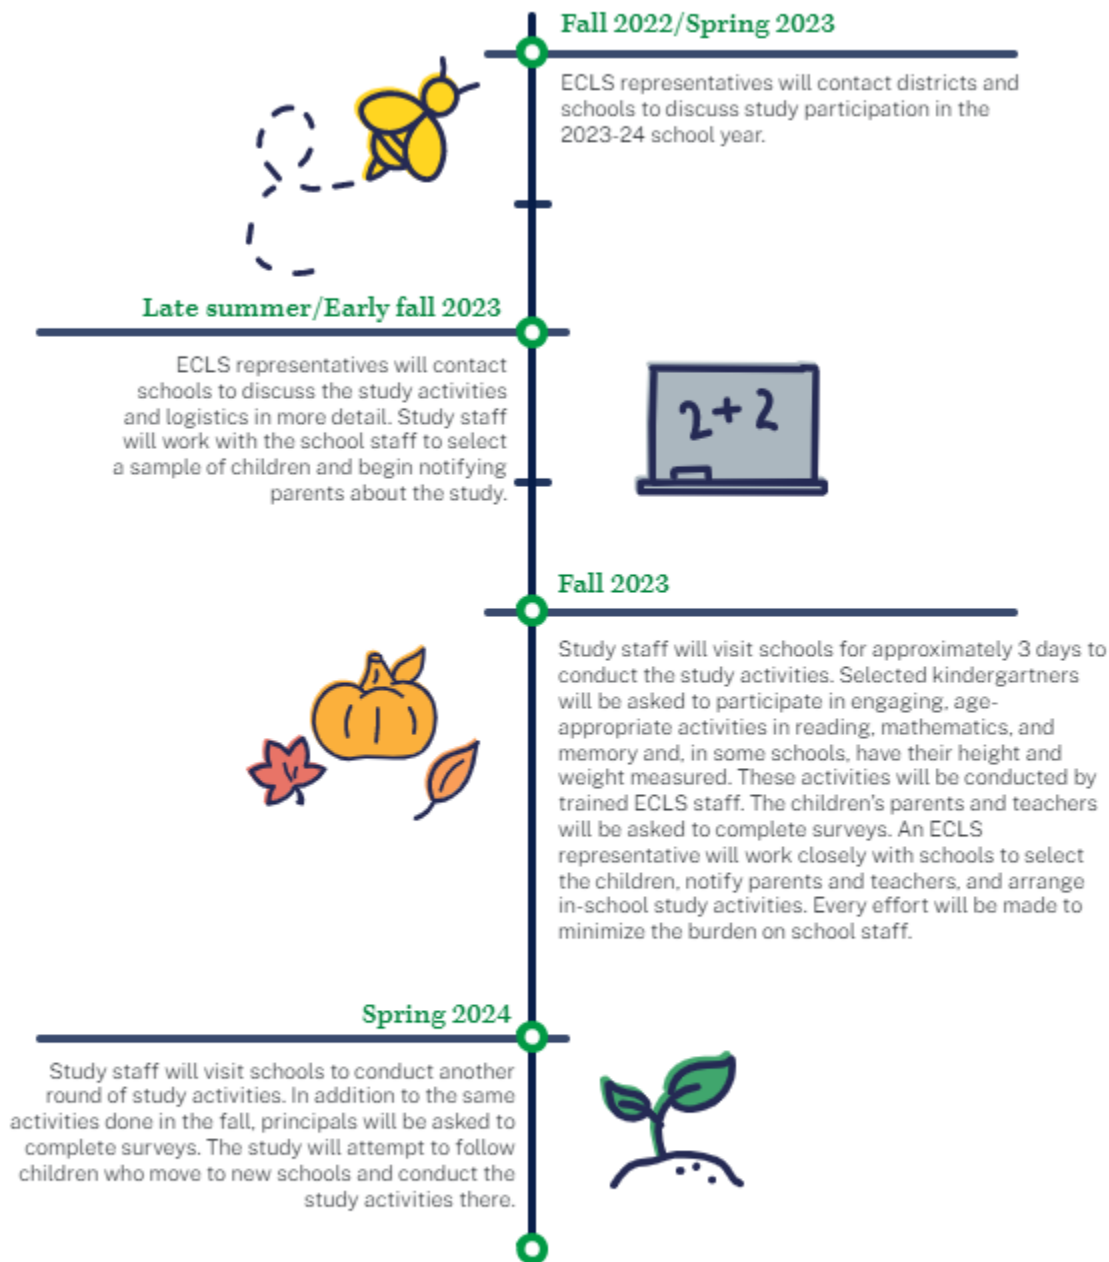 Fall 2022/Spring 2023
ECLS representatives will contact districts and
schools to discuss study participation in the
2023-24 school year.
Late summer/Early fall 2023
ECLS representatives will contact
schools to discuss the study activities
and logistics in more detail. Study staff
will work with the school staff to select
a sample of children and begin notifying
parents about the study.
2+2
Fall 2023
Study staff will visit schools for approximately 3 days to
conduct the study activities. Selected kindergartners
will be asked to participate in engaging, age-
appropriate activities in reading, mathematics, and
memory and, in some schools, have their height and
weight measured. These activities will be conducted by
trained ECLS staff. The children's parents and teachers
will be asked to complete surveys. An ECLS
representative will work closely with schools to select
the children, notify parents and teachers, and arrange
in-school study activities. Every effort will be made to
minimize the burden on school staff.
Spring 2024
Study staff will visit schools to conduct another
round of study activities. In addition to the same
activities done in the fall, principals will be asked to
complete surveys. The study will attempt to follow
children who move to new schools and conduct the
study activities there.